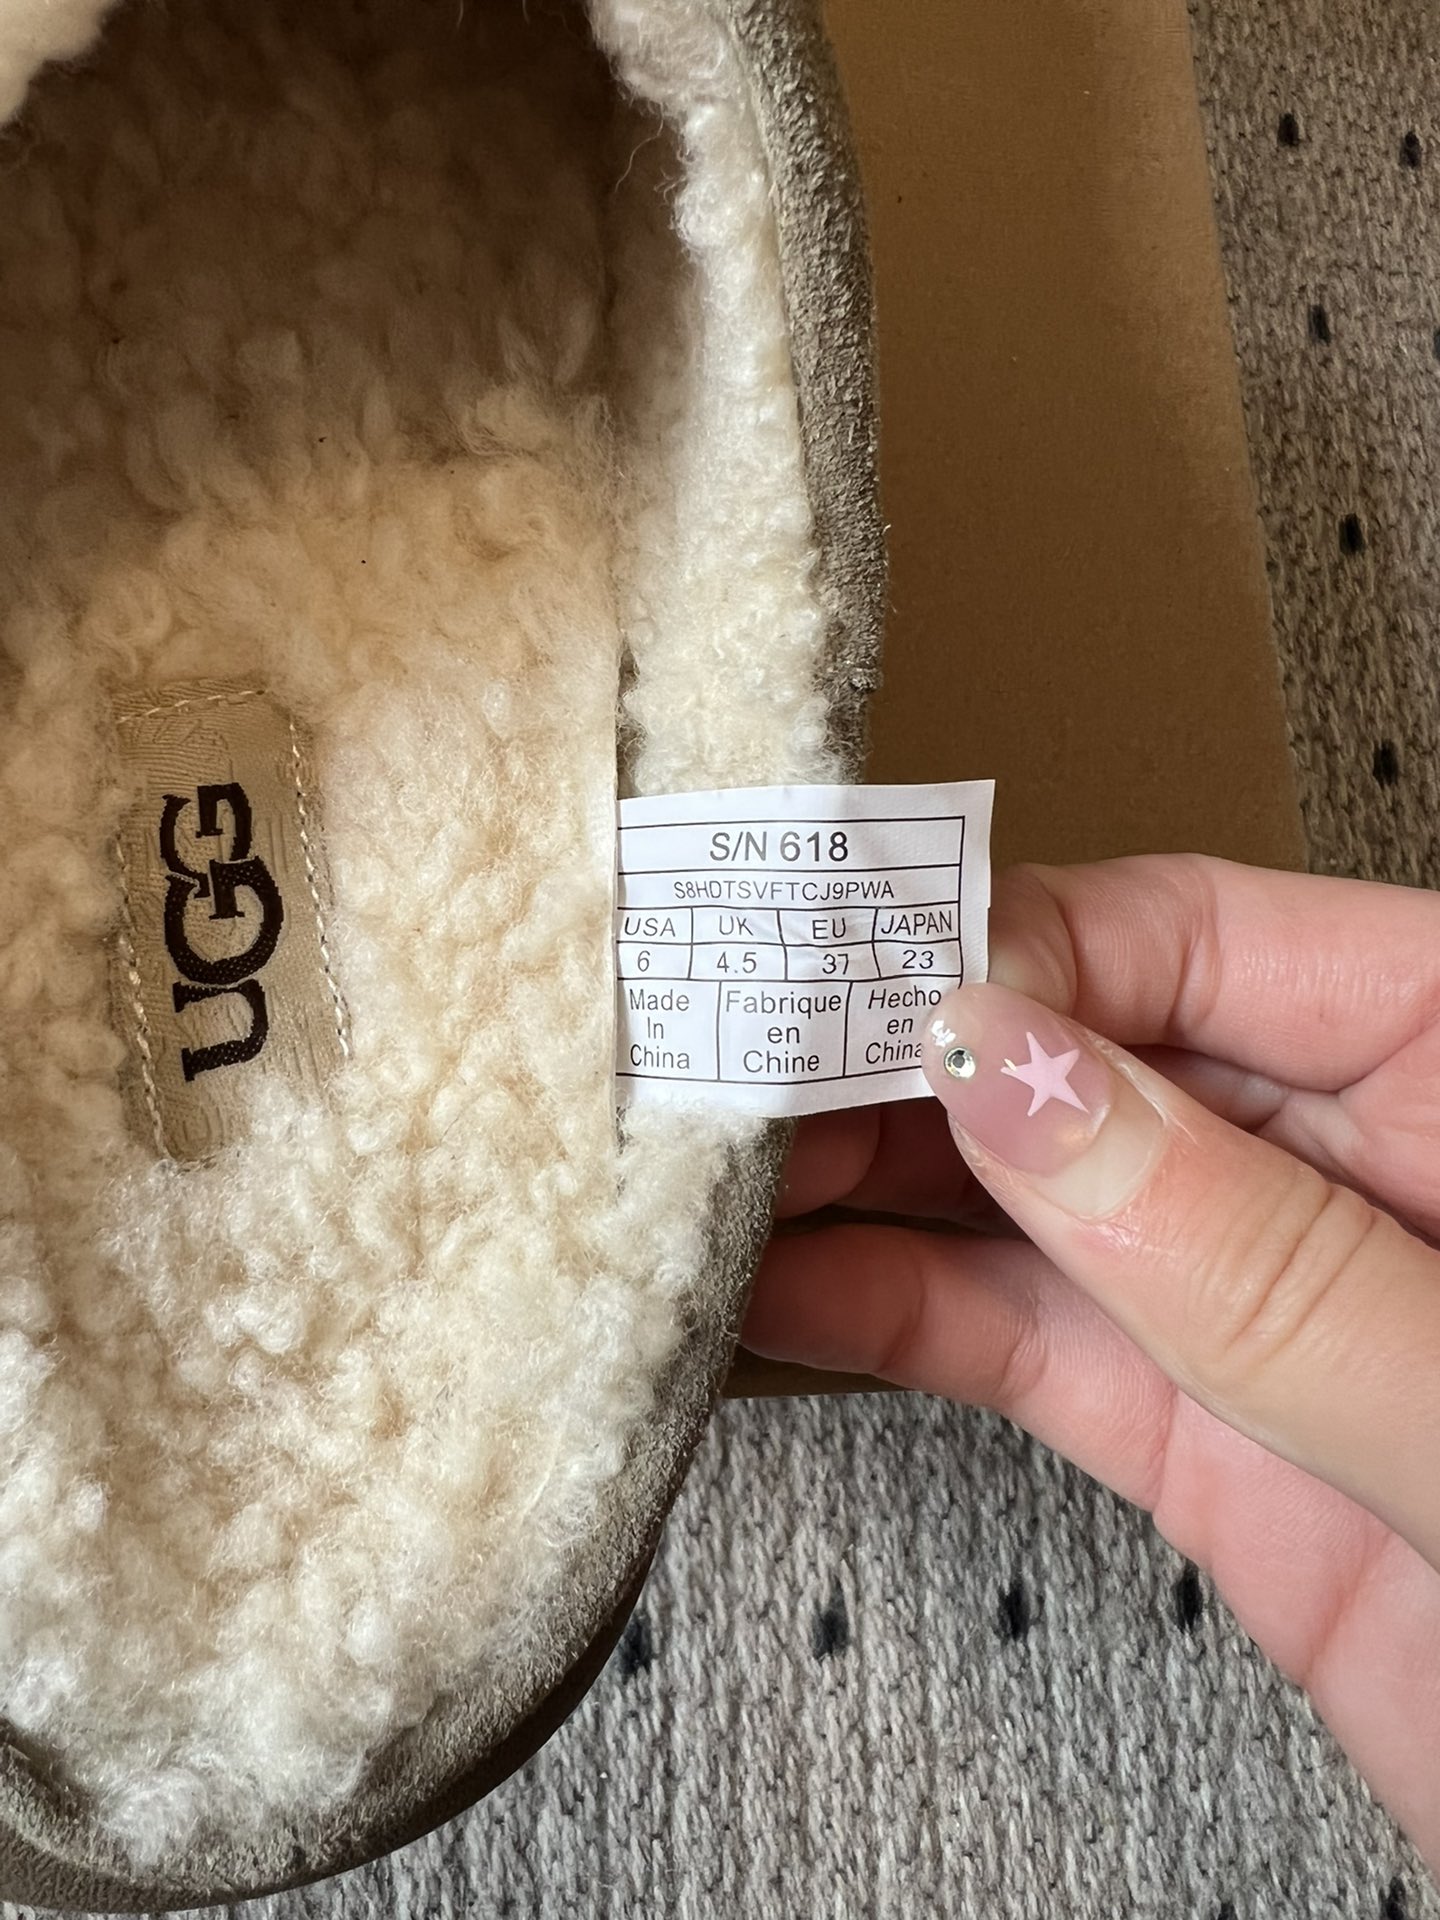 UGG
S/N 618
S8HDTSVFTCJ9PWA
USA UK EU JAPAN
6 4.5 37 23
Made In China
Fabrique en Chine
Hecho en China